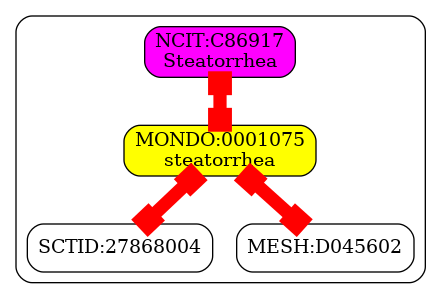 NCIT:C86917
Steatorrhea
MONDO:0001075
steatorrhea
SCTID:27868004
MESH:D045602